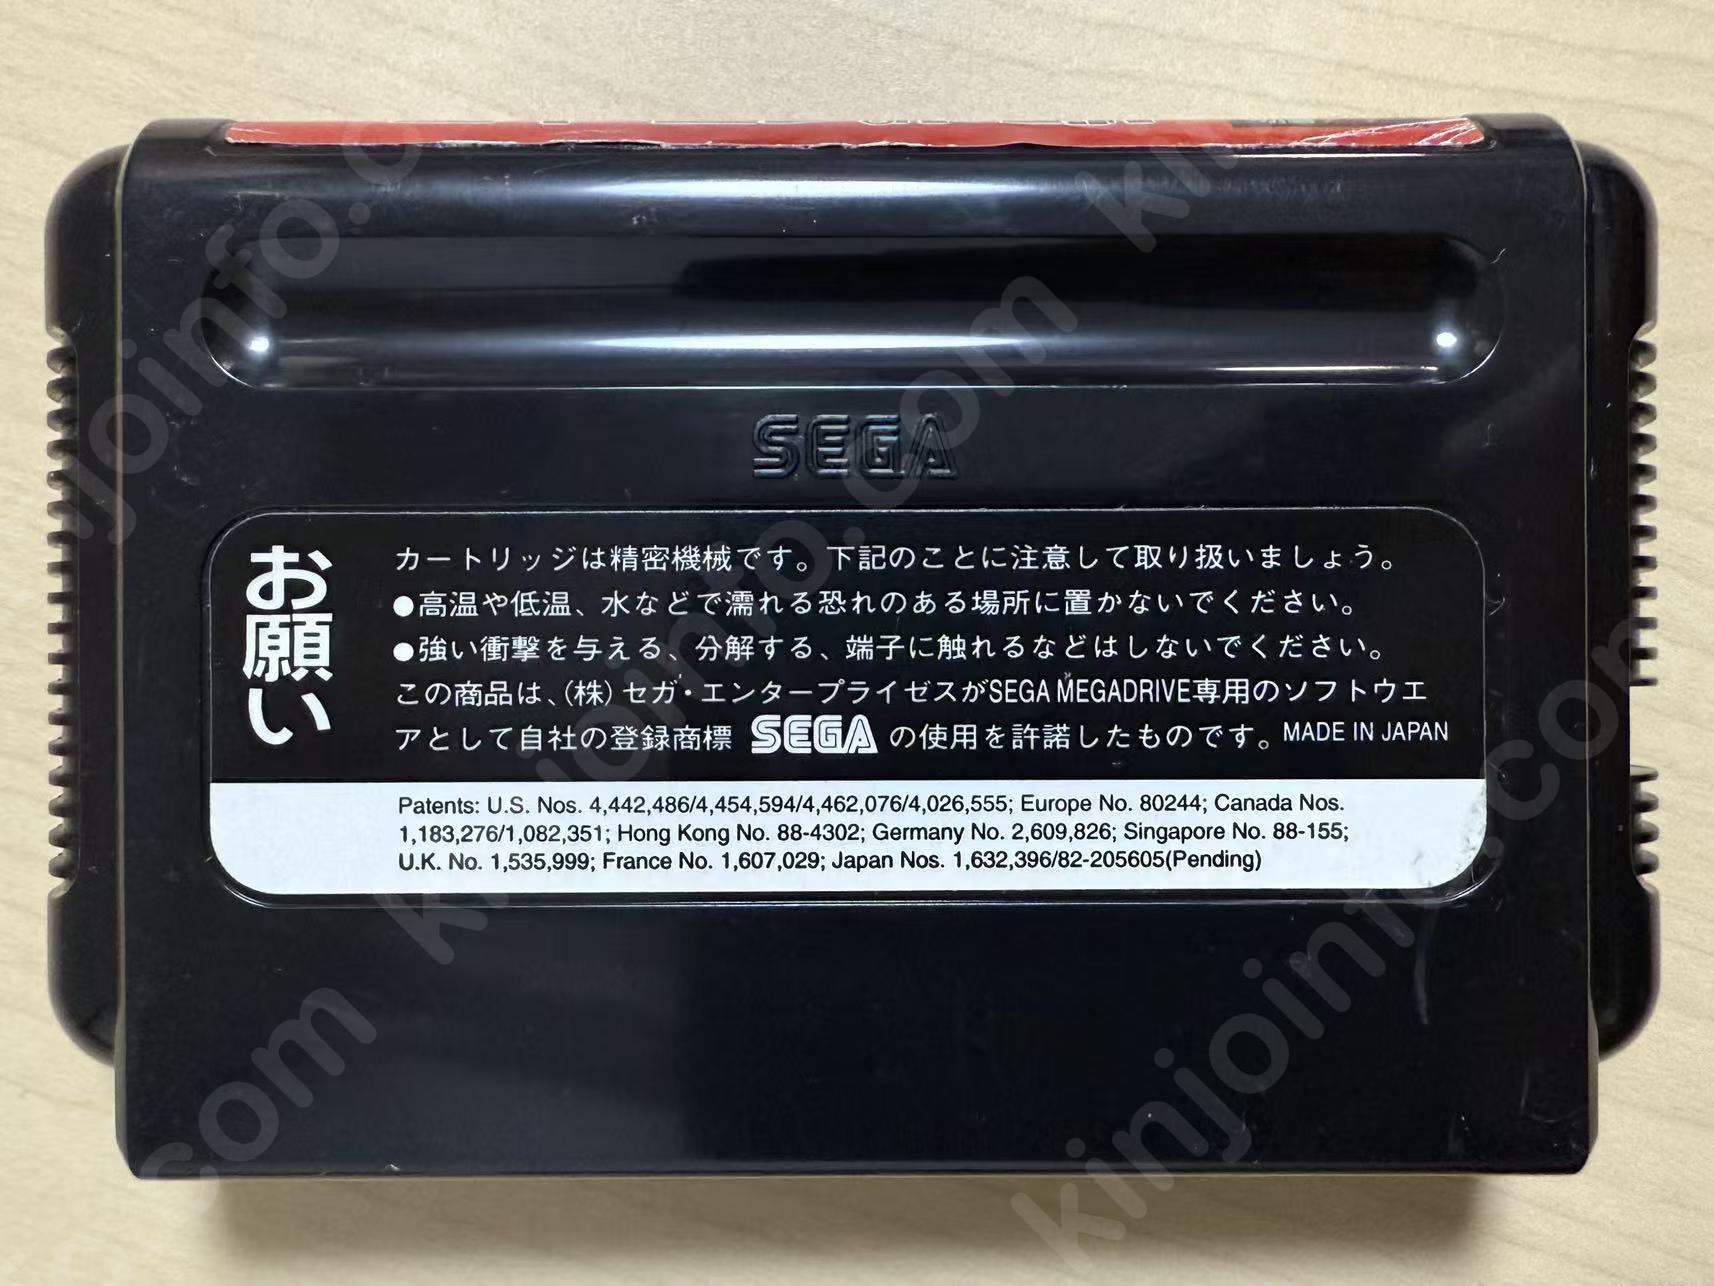 SEGA
お願い
カートリッジは精密機械です。下記のことに注意して取り扱いましょう。
●高温や低温、水などで濡れる恐れのある場所に置かないでください。
●強い衝撃を与える、分解する、端子に触れるなどはしないでください。
この商品は、(株)セガ・エンタープライゼスがSEGA MEGADRIVE専用のソフトウエ
アとして自社の登録商標 SEGA の使用を許諾したものです。MADE IN JAPAN
Patents: U.S. Nos. 4,442,486/4,454,594/4,462,076/4,026,555; Europe No. 80244; Canada Nos.
1,183,276/1,082,351; Hong Kong No. 88-4302; Germany No. 2,609,826; Singapore No. 88-155;
U.K. No. 1,535,999; France No. 1,607,029; Japan Nos. 1,632,396/82-205605(Pending)
kinjoinfo.com
kinjoinfo.com